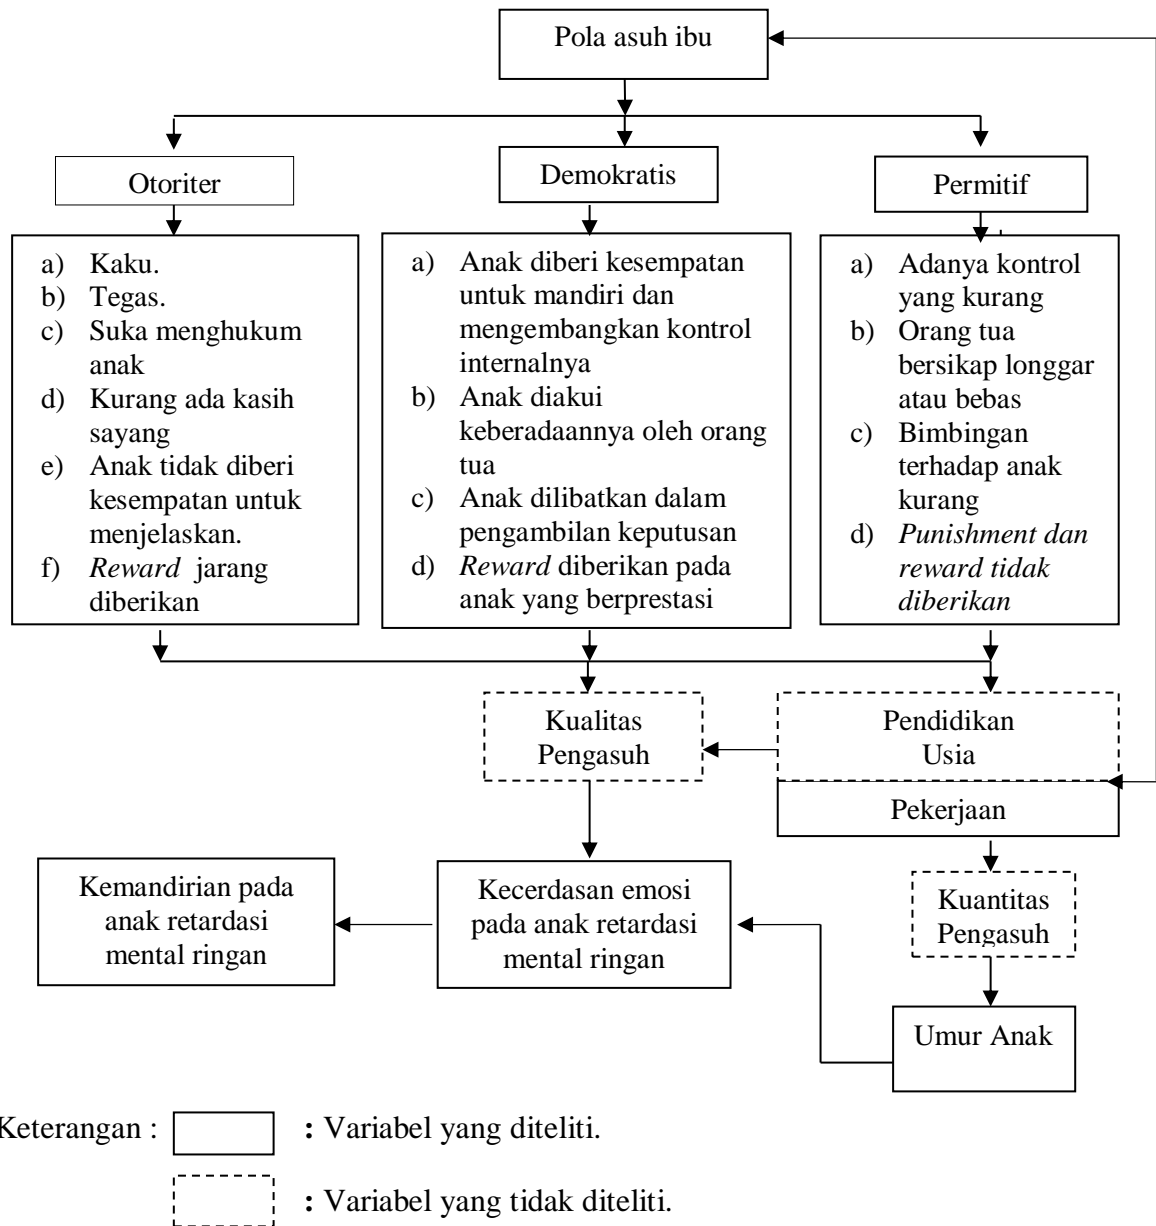 Pola asuh ibu
Otoriter
Demokratis
Permitif
a) Kaku.
b) Tegas.
c) Suka menghukum
anak
d) Kurang ada kasih
sayang
e) Anak tidak diberi
kesempatan untuk
menjelaskan.
f) Reward jarang
diberikan
a) Anak diberi kesempatan
untuk mandiri dan
mengembangkan kontrol
internalnya
b) Anak diakui
keberadaannya oleh orang
tua
c) Anak dilibatkan dalam
pengambilan keputusan
d) Reward diberikan pada
anak yang berprestasi
a) Adanya kontrol
yang kurang
b) Orang tua
bersikap longgar
atau bebas
c) Bimbingan
terhadap anak
kurang
d) Punishment dan
reward tidak
diberikan
Kualitas
Pengasuh
Pendidikan
Usia
Pekerjaan
Kemandirian pada
anak retardasi
mental ringan
Kecerdasan emosi
pada anak retardasi
mental ringan
Kuantitas
Pengasuh
Umur Anak
Keterangan :
: Variabel yang diteliti.
: Variabel yang tidak diteliti.